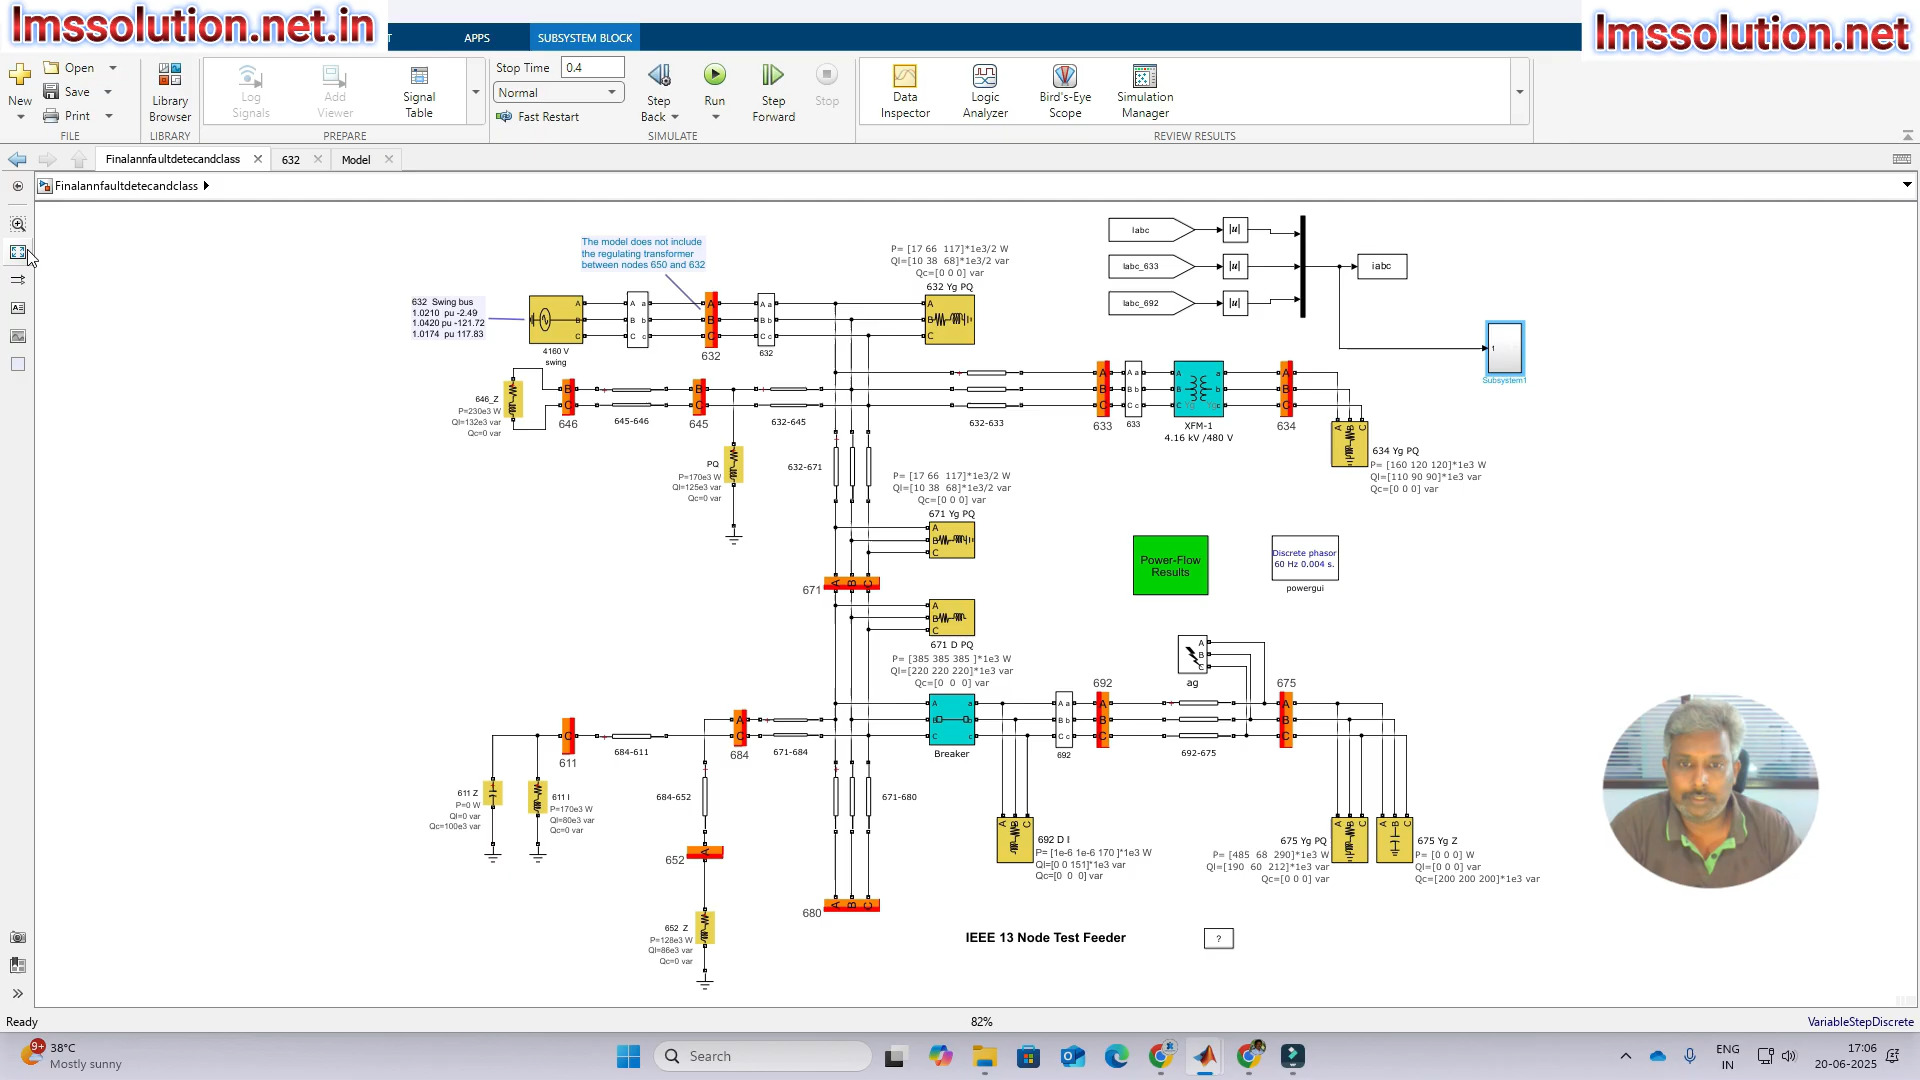 lmssolution.net.in
lmssolution.net
T
APPS
SUBSYSTEM BLOCK
New
Open
Save
Print
FILE
Library
Browser
LIBRARY
Log
Signals
Add
Viewer
Signal
Table
PREPARE
Stop Time
0.4
Normal
Fast Restart
Step
Back
Run
Step
Forward
Stop
SIMULATE
Data
Inspector
Logic
Analyzer
Bird's-Eye
Scope
Simulation
Manager
REVIEW RESULTS
Finalannfaultdetecandclass
632
Model
Finalannfaultdetecandclass
The model does not include
the regulating transformer
between nodes 650 and 632
632 Swing bus
1.0210 pu -2.49
1.0420 pu -121.72
1.0174 pu 117.83
4160 V
swing
632
632
P= [17 66 117]*1e3/2 W
Ql=[10 38 68]*1e3/2 var
Qc=[0 0 0] var
632 Yg PQ
Iabc
Iabc_633
Iabc_692
|u|
|u|
|u|
iabc
1
Subsystem1
646_Z
P=230e3 W
Ql=132e3 var
Qc=0 var
646
645-646
645
632-645
632-633
633
633
XFM-1
4.16 kV /480 V
634
634 Yg PQ
P= [160 120 120]*1e3 W
Ql=[110 90 90]*1e3 var
Qc=[0 0 0] var
PQ
P=170e3 W
Ql=125e3 var
Qc=0 var
632-671
P= [17 66 117]*1e3/2 W
Ql=[10 38 68]*1e3/2 var
Qc=[0 0 0] var
671 Yg PQ
671
671 D PQ
P= [385 385 385 ]*1e3 W
Ql=[220 220 220]*1e3 var
Qc=[0 0 0] var
Power-Flow
Results
Discrete phasor
60 Hz 0.004 s.
powergui
ag
692
675
611
684-611
684
671-684
Breaker
692
692-675
611 Z
P=0 W
Ql=0 var
Qc=100e3 var
611 I
P=170e3 W
Ql=80e3 var
Qc=0 var
684-652
671-680
652
692 D I
P= [1e-6 1e-6 170 ]*1e3 W
Ql=[0 0 151]*1e3 var
Qc=[0 0 0] var
675 Yg PQ
P= [485 68 290]*1e3 W
Ql=[190 60 212]*1e3 var
Qc=[0 0 0] var
675 Yg Z
P= [0 0 0] W
Ql=[0 0 0] var
Qc=[200 200 200]*1e3 var
680
652 Z
P=128e3 W
Ql=86e3 var
Qc=0 var
IEEE 13 Node Test Feeder
?
Ready
82%
VariableStepDiscrete
9+
38°C
Mostly sunny
Search
ENG
IN
17:06
20-06-2025